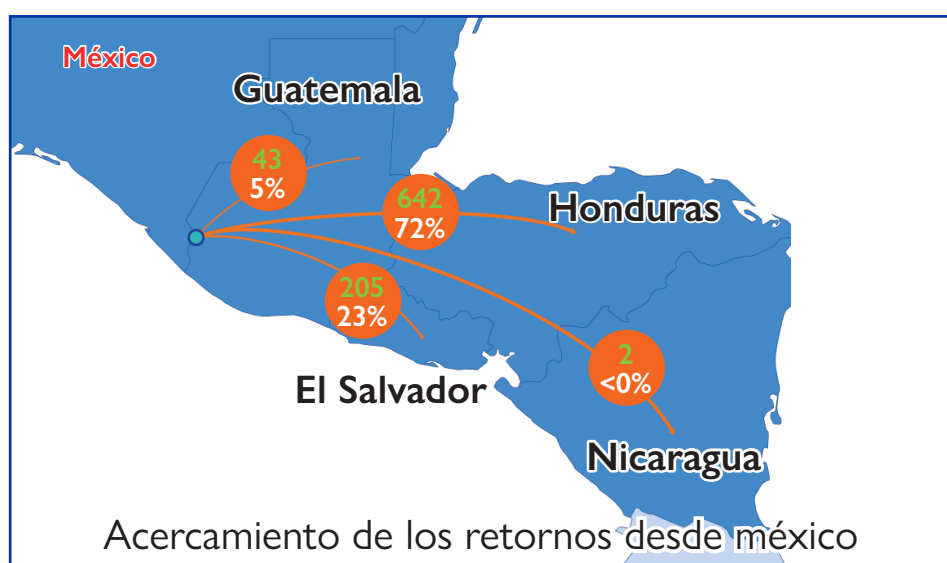 México
Guatemala
43
5%
642
72%
Honduras
205
23%
El Salvador
2
<0%
Nicaragua
Acercamiento de los retornos desde méxico